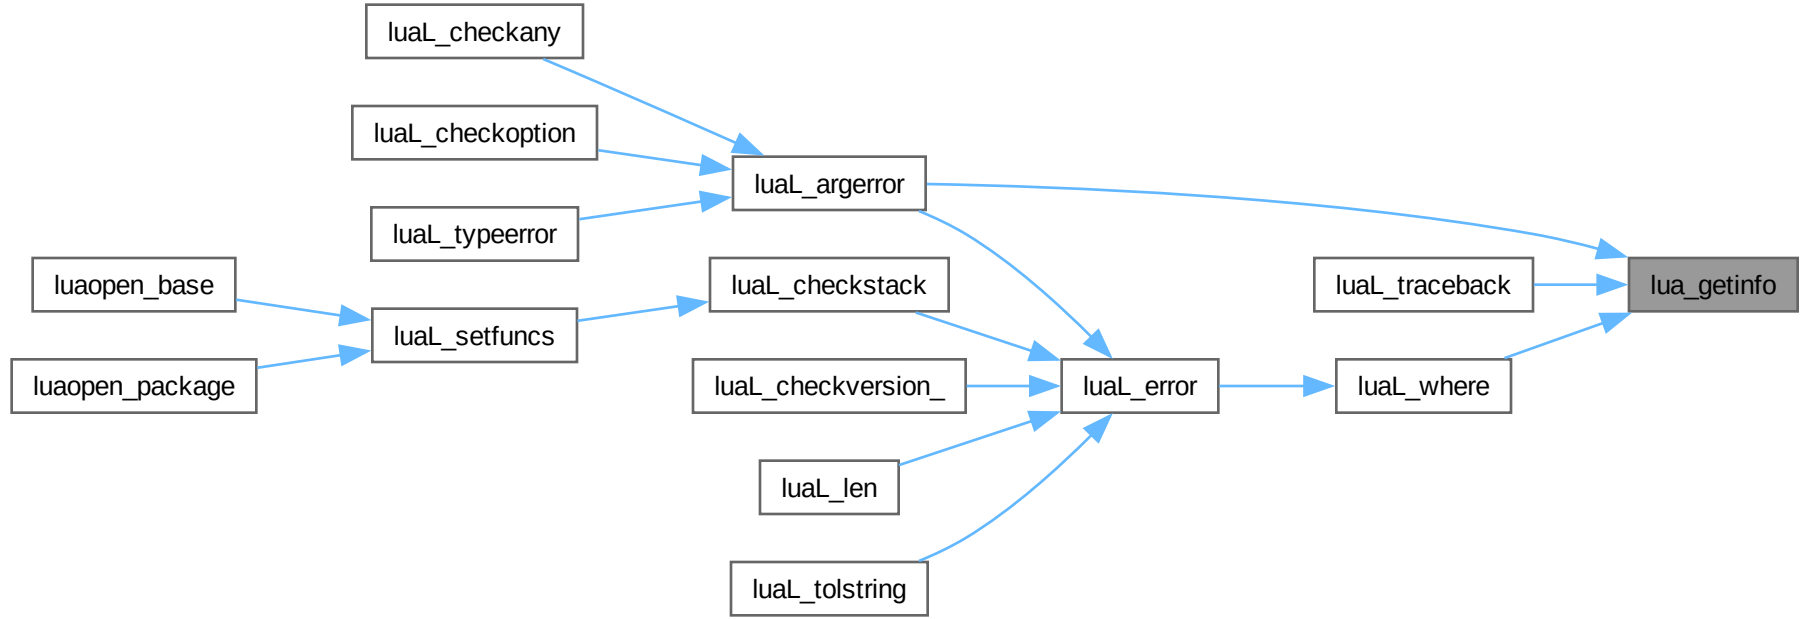 luaL_checkany
luaL_checkoption
luaL_argerror
luaL_typeerror
luaopen_base
luaL_checkstack
luaL_traceback
lua_getinfo
luaL_setfuncs
luaopen_package
luaL_checkversion_
luaL_error
luaL_where
luaL_len
luaL_tolstring